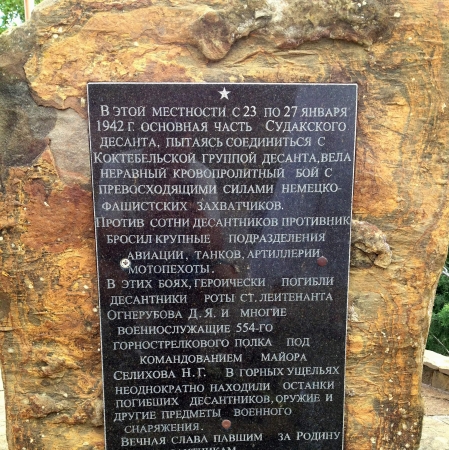 В ЭТОЙ МЕСТНОСТИ С 23 ПО 27 ЯНВАРЯ
1942 Г. ОСНОВНАЯ ЧАСТЬ СУДАКСКОГО
ДЕСАНТА, ПЫТАЯСЬ СОЕДИНИТЬСЯ С
КОКТЕБЕЛЬСКОЙ ГРУППОЙ ДЕСАНТА, ВЕЛА
НЕРАВНЫЙ КРОВОПРОЛИТНЫЙ БОЙ С
ПРЕВОСХОДЯЩИМИ СИЛАМИ НЕМЕЦКО-
ФАШИСТСКИХ ЗАХВАТЧИКОВ.
ПРОТИВ СОТНИ ДЕСАНТНИКОВ ПРОТИВНИК
БРОСИЛ КРУПНЫЕ ПОДРАЗДЕЛЕНИЯ
АВИАЦИИ, ТАНКОВ, АРТИЛЛЕРИИ,
МОТОПЕХОТЫ.
В ЭТИХ БОЯХ, ГЕРОИЧЕСКИ ПОГИБЛИ
ДЕСАНТНИКИ РОТЫ СТ. ЛЕЙТЕНАНТА
ОГНЕРУБОВА Д.Я. И МНОГИЕ
ВОЕННОСЛУЖАЩИЕ 554-ГО
ГОРНОСТРЕЛКОВОГО ПОЛКА ПОД
КОМАНДОВАНИЕМ МАЙОРА
СЕЛИХОВА Н.Г. В ГОРНЫХ УЩЕЛЬЯХ
НЕОДНОКРАТНО НАХОДИЛИ ОСТАНКИ
ПОГИБШИХ ДЕСАНТНИКОВ, ОРУЖИЕ И
ДРУГИЕ ПРЕДМЕТЫ ВОЕННОГО
СНАРЯЖЕНИЯ.
ВЕЧНАЯ СЛАВА ПАВШИМ ЗА РОДИНУ